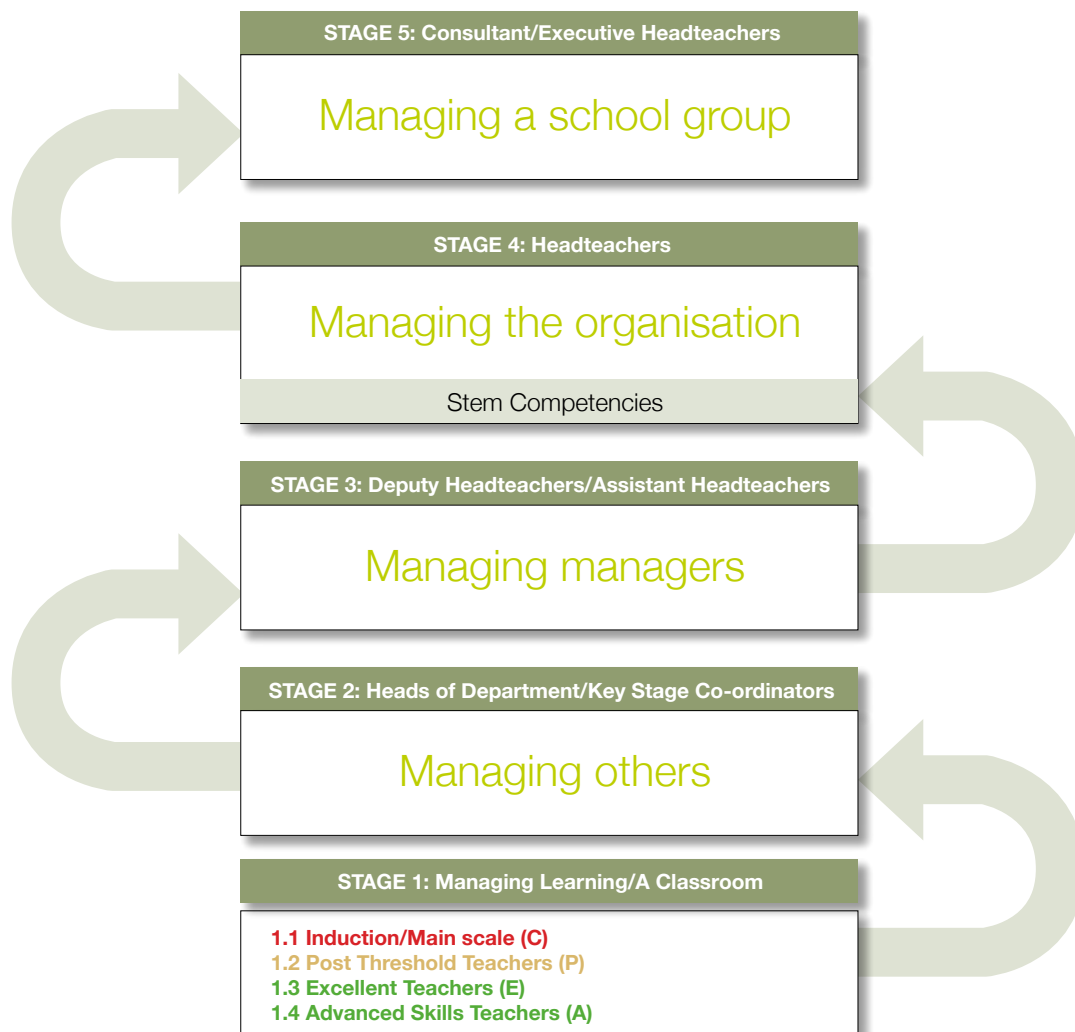 STAGE 5: Consultant/Executive Headteachers
Managing a school group
STAGE 4: Headteachers
Managing the organisation
Stem Competencies
STAGE 3: Deputy Headteachers/Assistant Headteachers
Managing managers
STAGE 2: Heads of Department/Key Stage Co-ordinators
Managing others
STAGE 1: Managing Learning/A Classroom
1.1 Induction/Main scale (C)
1.2 Post Threshold Teachers (P)
1.3 Excellent Teachers (E)
1.4 Advanced Skills Teachers (A)